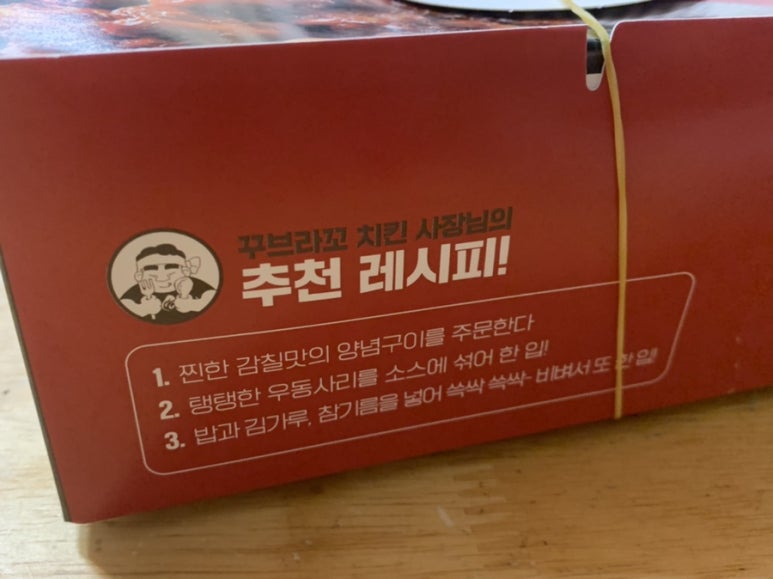 꾸브라꼬 치킨 사장님의
추천 레시피!
1. 찐한 감칠맛의 양념구이를 주문한다
2. 탱탱한 우동사리를 소스에 섞어 한 입!
3. 밥과 김가루, 참기름을 넣어 쓱싹 쓱싹- 비벼서 또 한 입!